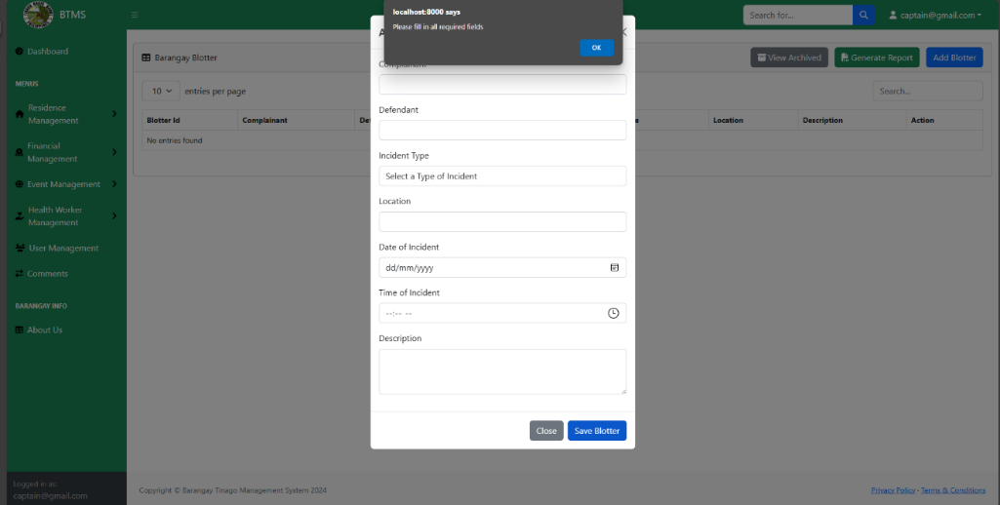 localhost:8000 says
Please fill in all required fields
OK
BTMS
Search for...
captain@gmail.com
Dashboard
MENUS
Residence
Management
Financial
Management
Event Management
Health Worker
Management
User Management
Comments
BARANGAY INFO
About Us
Logged in as:
captain@gmail.com
Barangay Blotter
View Archived
Generate Report
Add Blotter
10 entries per page
Search...
Blotter Id Complainant Location Description Action
No entries found
Complainant
Defendant
Incident Type
Select a Type of Incident
Location
Date of Incident
dd/mm/yyyy
Time of Incident
--:-- --
Description
Close
Save Blotter
Copyright © Barangay Tinago Management System 2024
Privacy Policy · Terms & Conditions